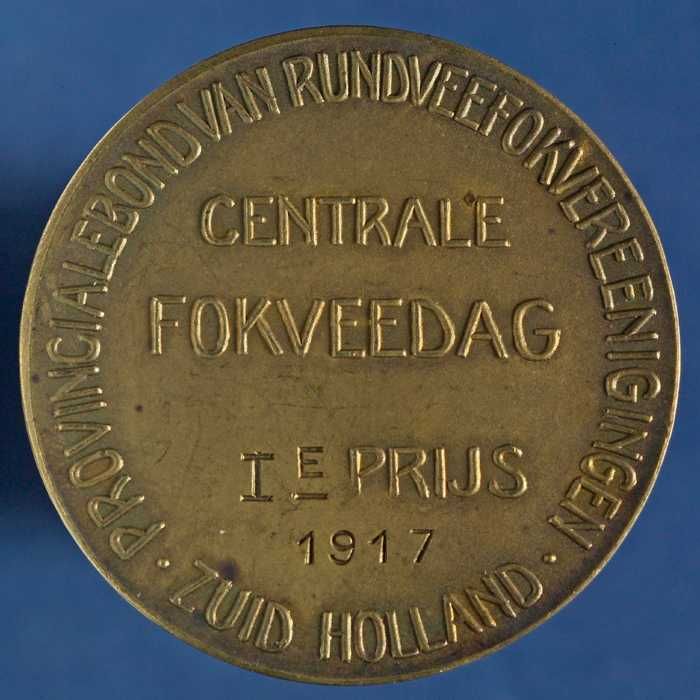 PROVINCIALE BOND VAN RUNDVEEFOKVEREENIGINGEN
· ZUID HOLLAND ·
CENTRALE
FOKVEEDAG
IE PRIJS
1917